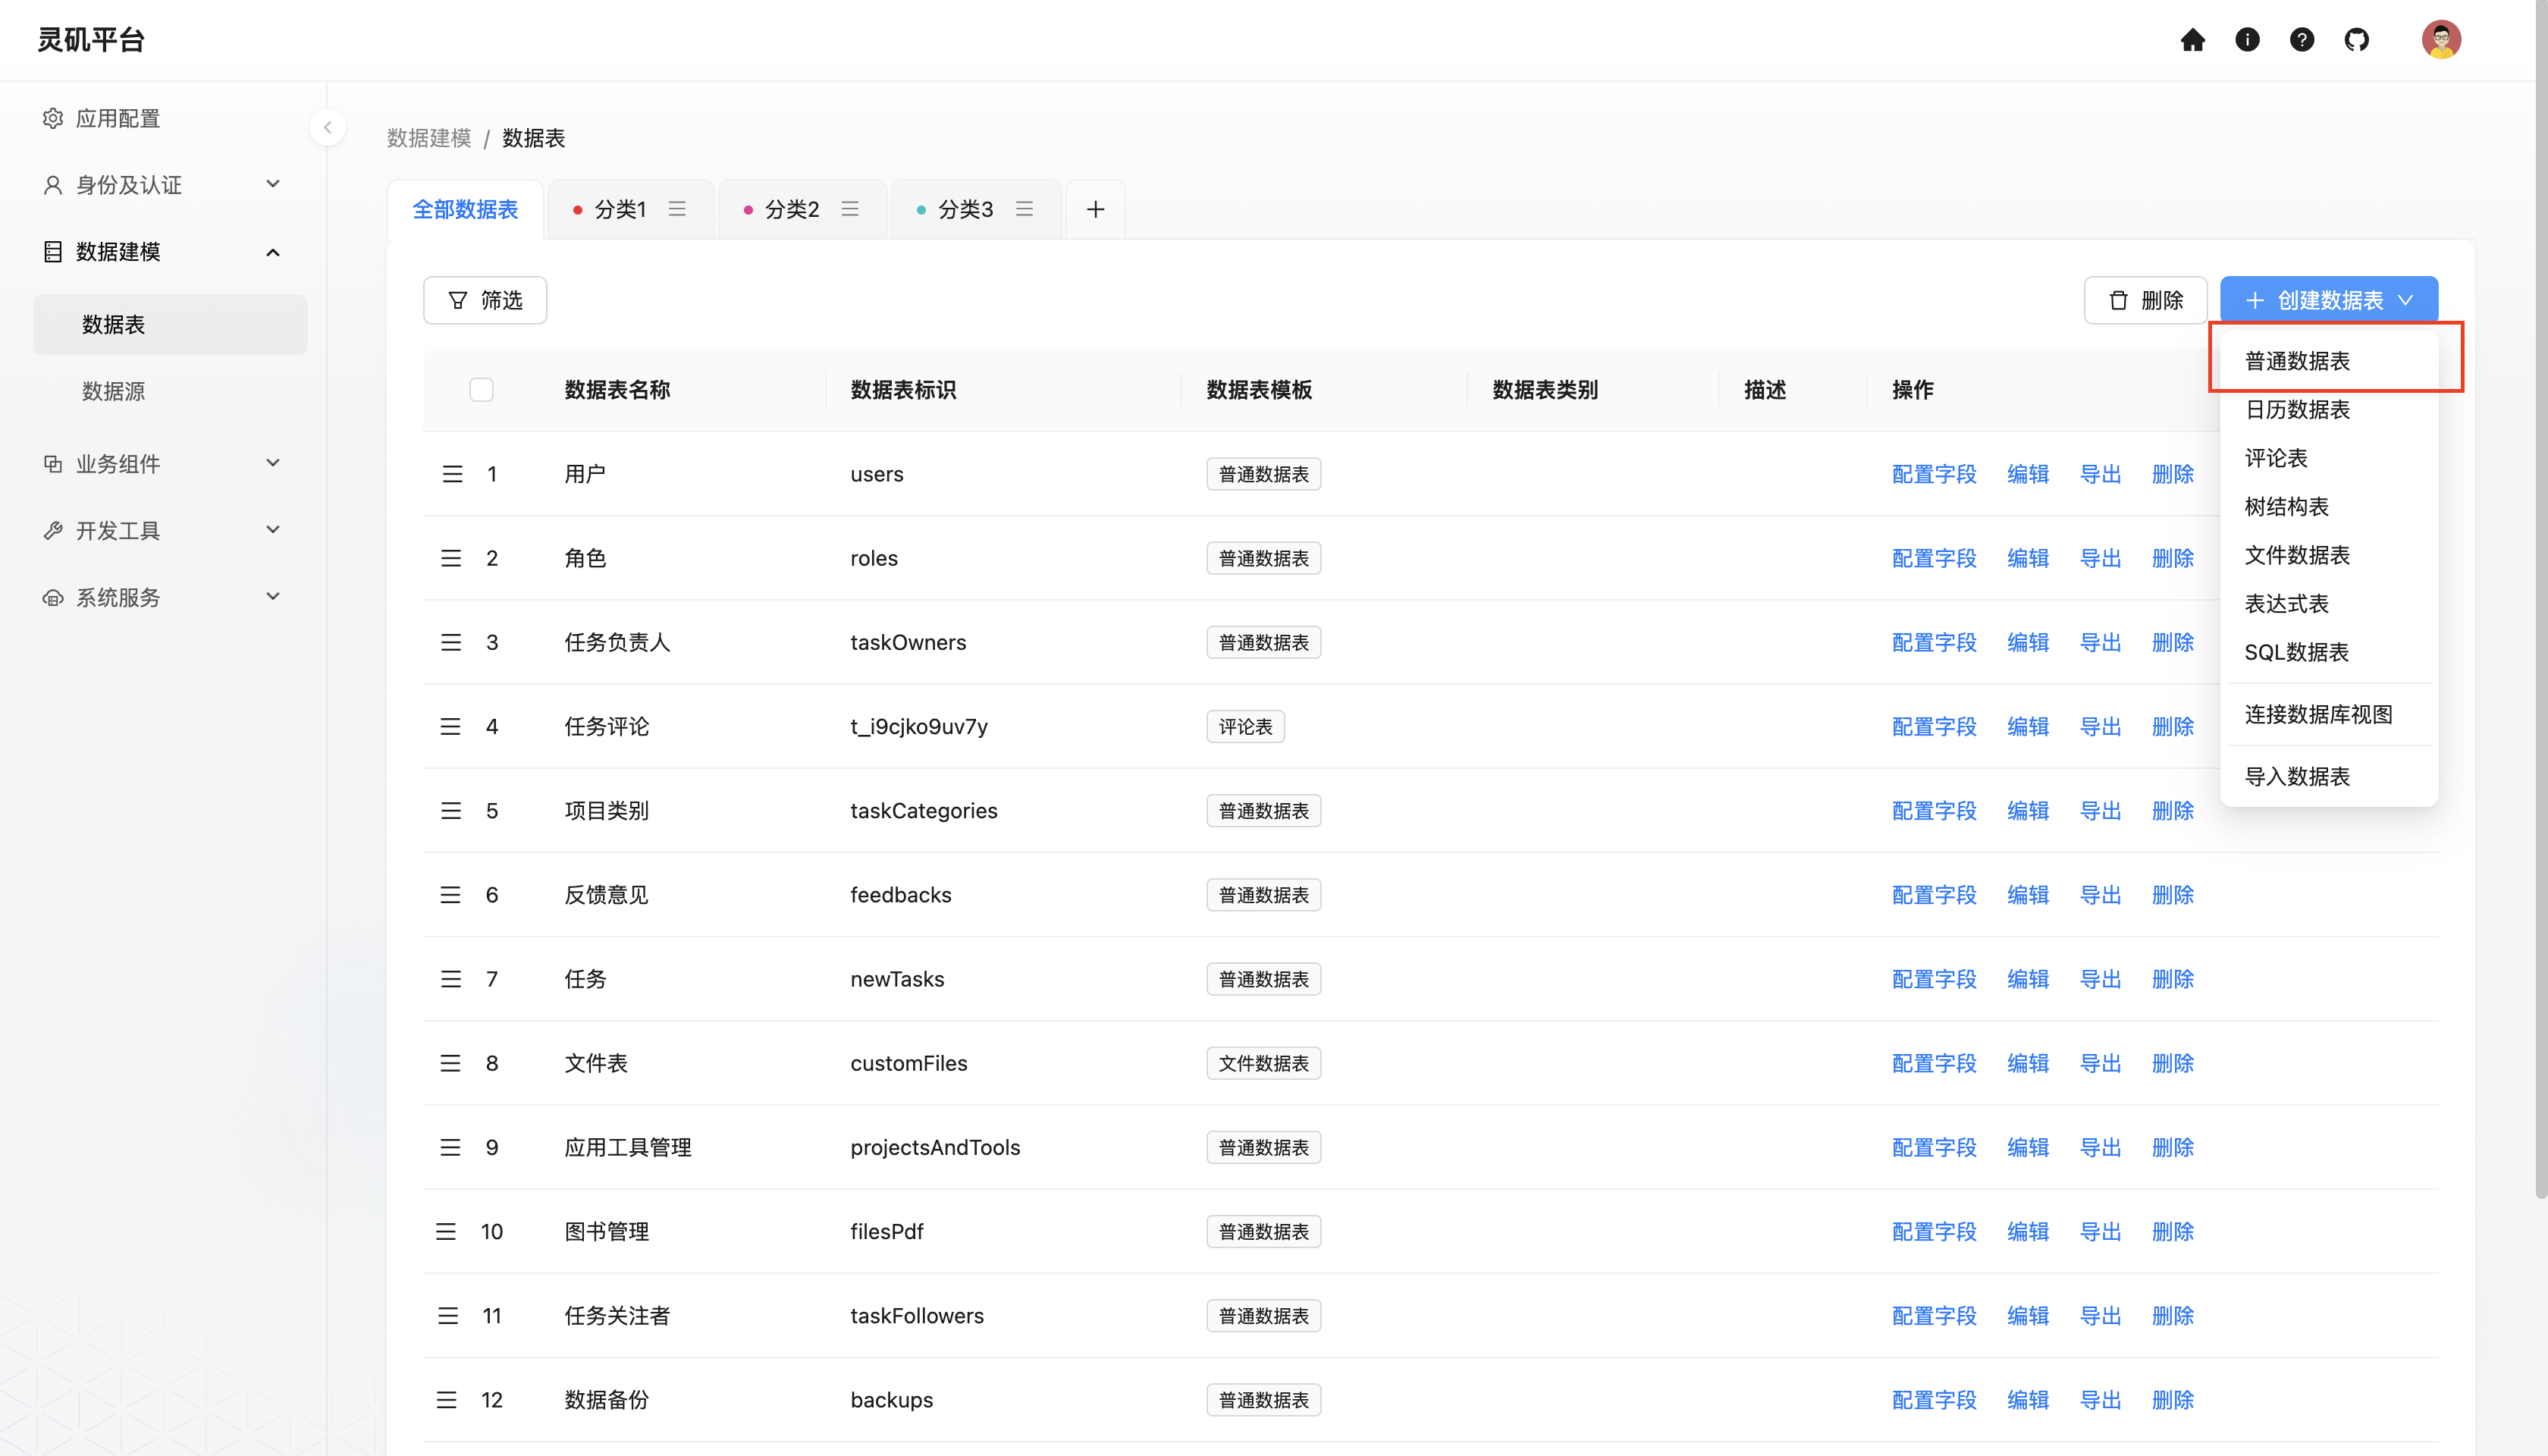 灵矶平台
应用配置
身份及认证
数据建模
数据表
数据源
业务组件
开发工具
系统服务
数据建模 / 数据表
全部数据表 分类1 分类2 分类3
筛选 删除 创建数据表
普通数据表
日历数据表
评论表
树结构表
文件数据表
表达式表
SQL数据表
连接数据库视图
导入数据表
数据表名称 数据表标识 数据表模板 数据表类别 描述 操作
1 用户 users 普通数据表 配置字段 编辑 导出 删除
2 角色 roles 普通数据表 配置字段 编辑 导出 删除
3 任务负责人 taskOwners 普通数据表 配置字段 编辑 导出 删除
4 任务评论 t_i9cjko9uv7y 评论表 配置字段 编辑 导出 删除
5 项目类别 taskCategories 普通数据表 配置字段 编辑 导出 删除
6 反馈意见 feedbacks 普通数据表 配置字段 编辑 导出 删除
7 任务 newTasks 普通数据表 配置字段 编辑 导出 删除
8 文件表 customFiles 文件数据表 配置字段 编辑 导出 删除
9 应用工具管理 projectsAndTools 普通数据表 配置字段 编辑 导出 删除
10 图书管理 filesPdf 普通数据表 配置字段 编辑 导出 删除
11 任务关注者 taskFollowers 普通数据表 配置字段 编辑 导出 删除
12 数据备份 backups 普通数据表 配置字段 编辑 导出 删除